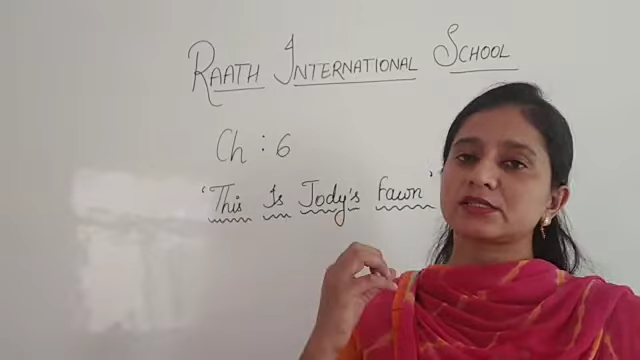 Raath International School
Ch : 6
'This Is Jody's Fawn'